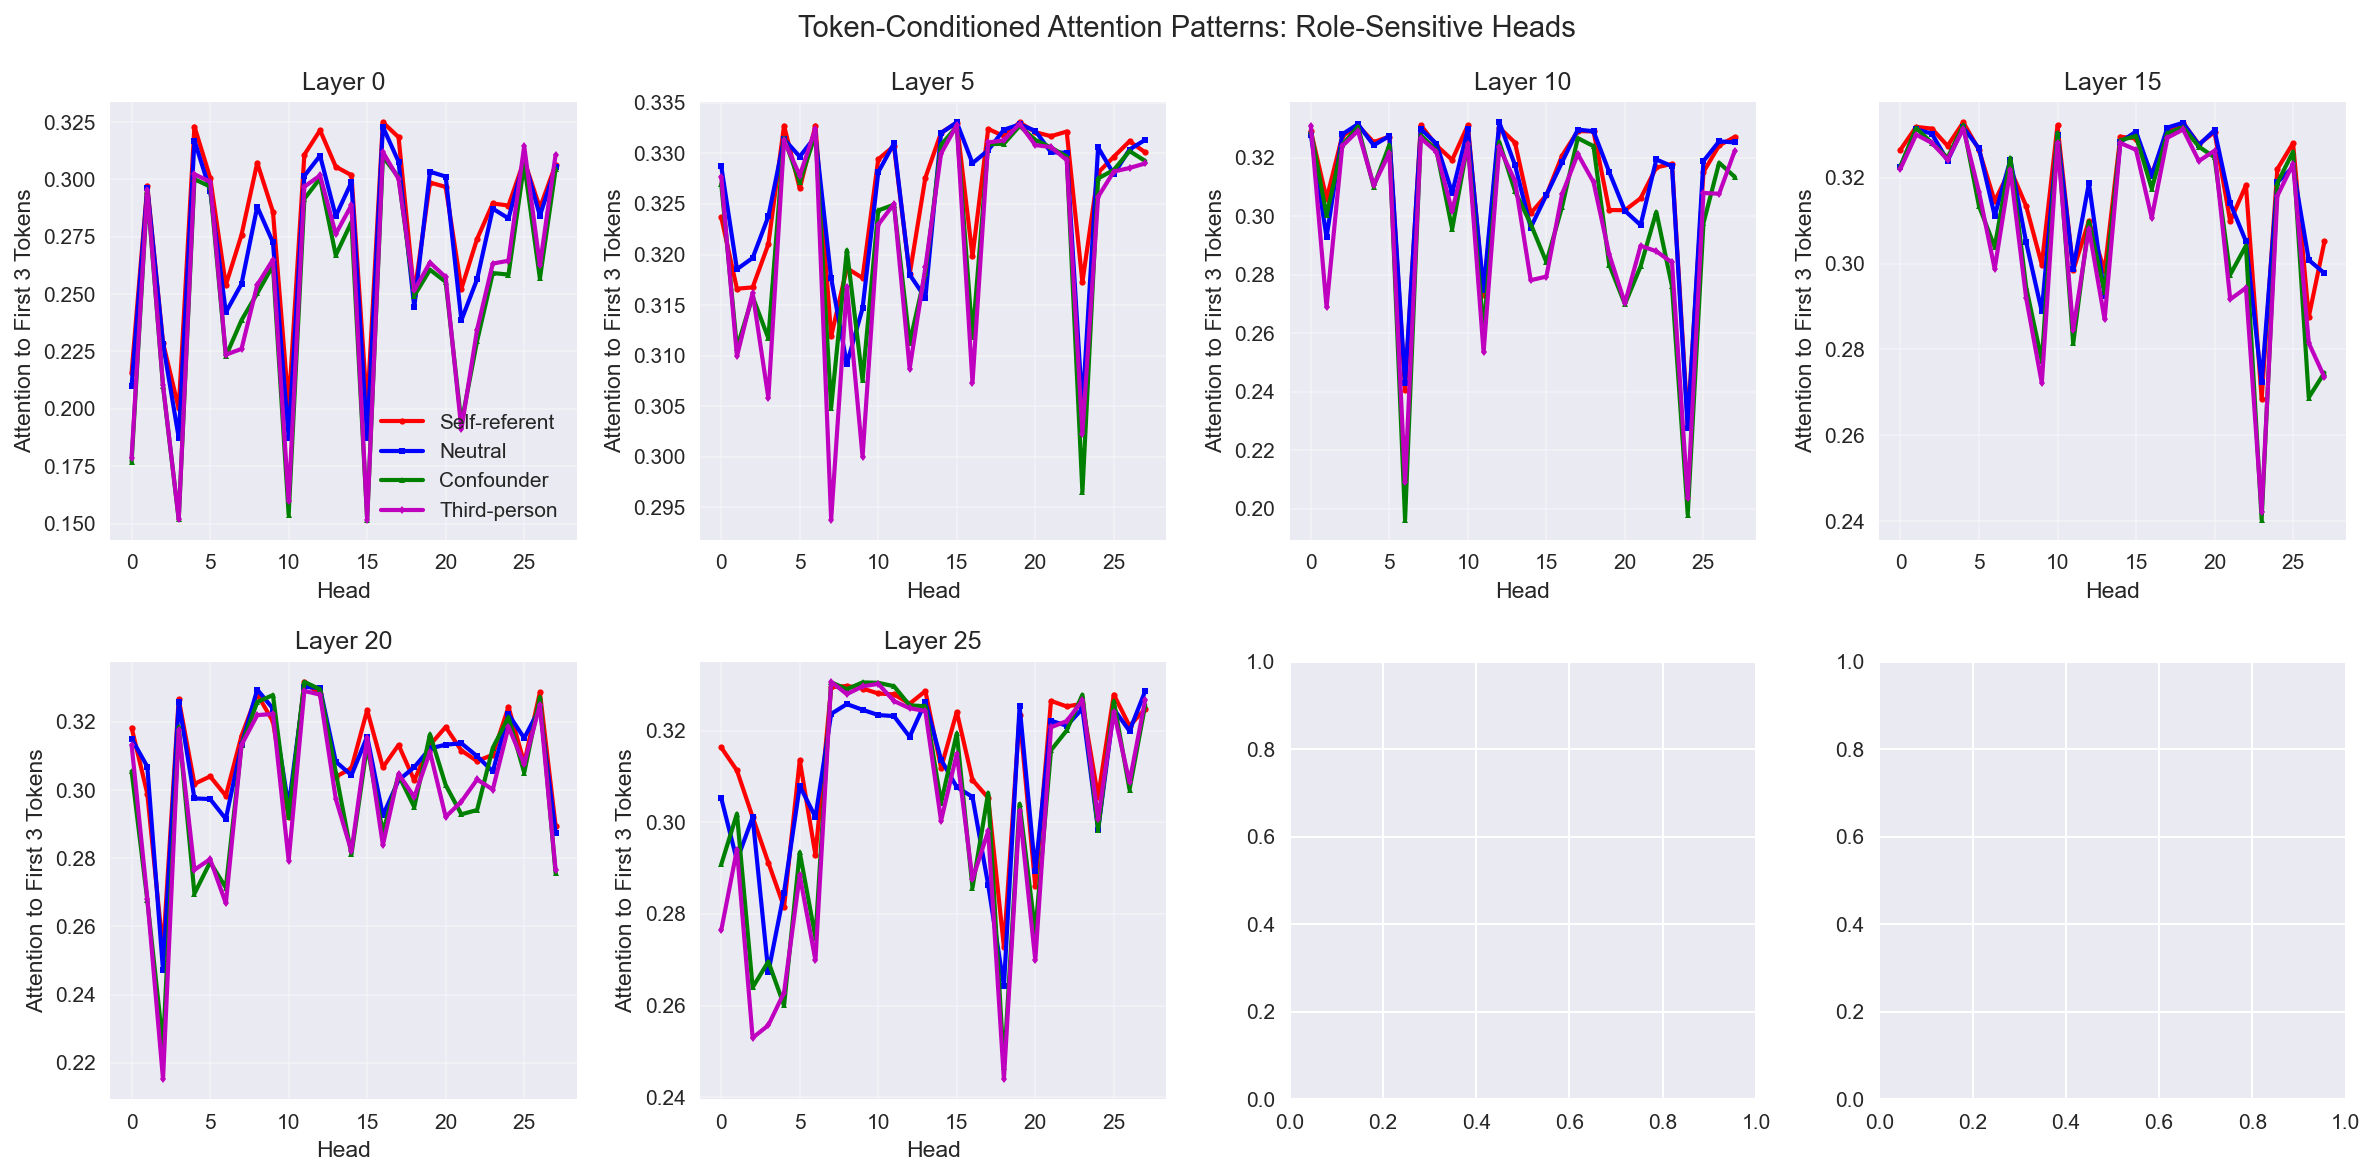 Token-Conditioned Attention Patterns: Role-Sensitive Heads
Layer 0
Attention to First 3 Tokens
0.325
0.300
0.275
0.250
0.225
0.200
0.175
0.150
Self-referent
Neutral
Confounder
Third-person
0 5 10 15 20 25
Head
Layer 5
Attention to First 3 Tokens
0.335
0.330
0.325
0.320
0.315
0.310
0.305
0.300
0.295
0 5 10 15 20 25
Head
Layer 10
Attention to First 3 Tokens
0.32
0.30
0.28
0.26
0.24
0.22
0.20
0 5 10 15 20 25
Head
Layer 15
Attention to First 3 Tokens
0.32
0.30
0.28
0.26
0.24
0 5 10 15 20 25
Head
Layer 20
Attention to First 3 Tokens
0.32
0.30
0.28
0.26
0.24
0.22
0 5 10 15 20 25
Head
Layer 25
Attention to First 3 Tokens
0.32
0.30
0.28
0.26
0.24
0 5 10 15 20 25
Head
1.0
0.8
0.6
0.4
0.2
0.0
0.0 0.2 0.4 0.6 0.8 1.0
1.0
0.8
0.6
0.4
0.2
0.0
0.0 0.2 0.4 0.6 0.8 1.0